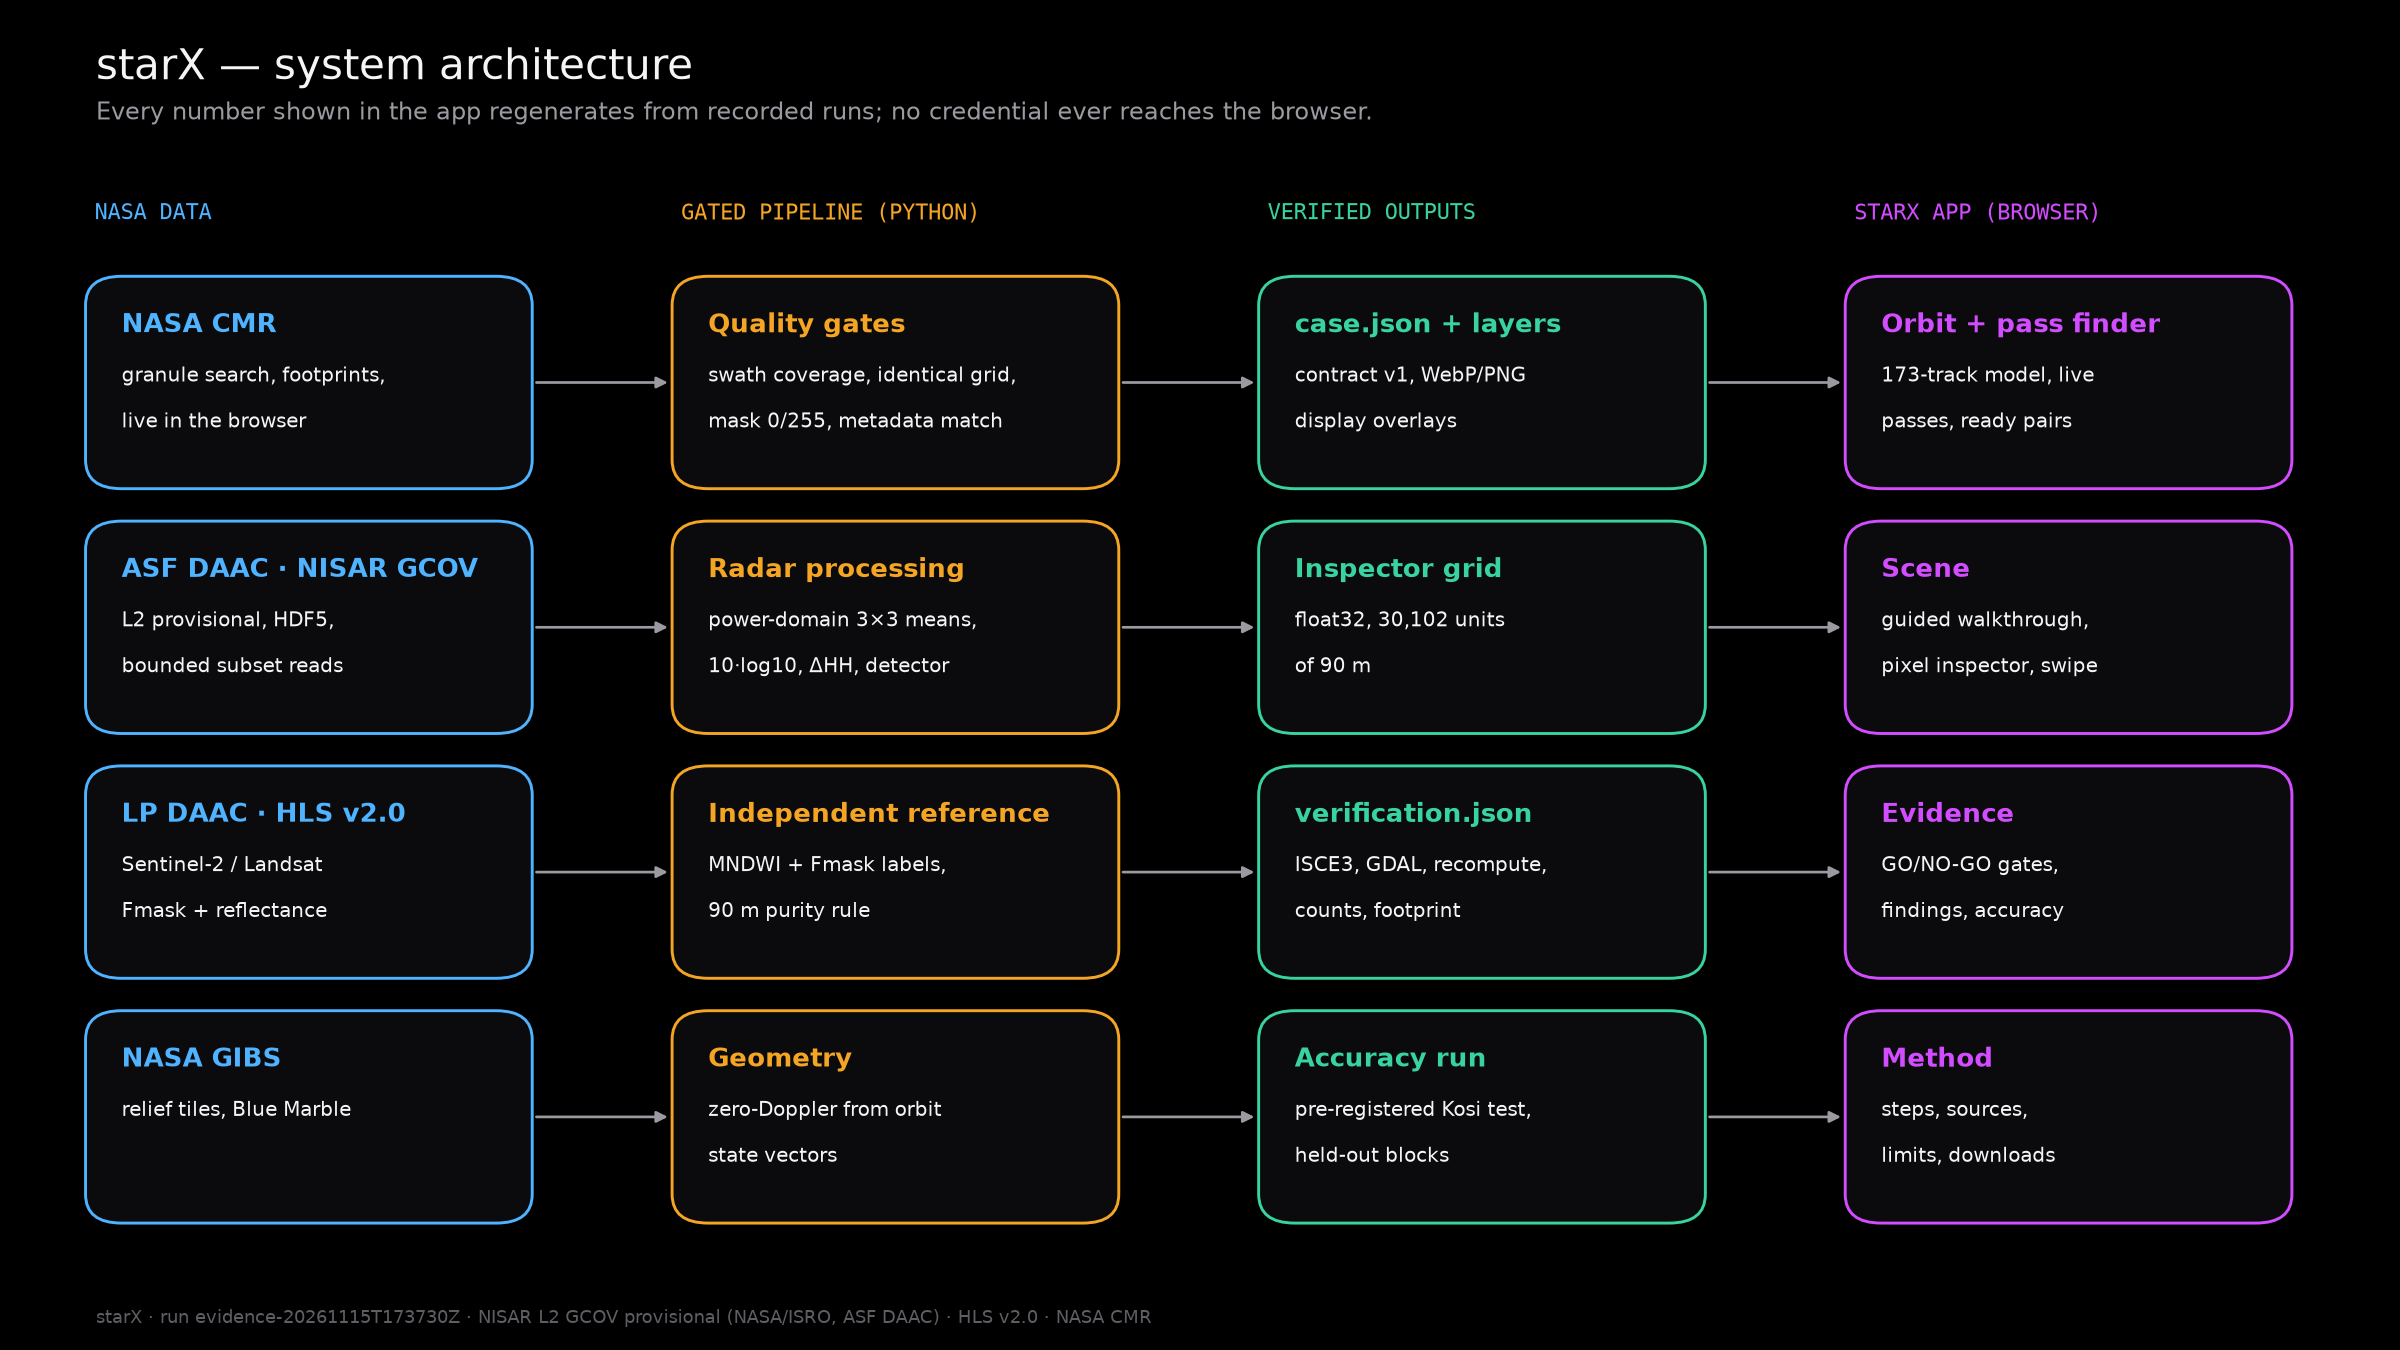 starX — system architecture
Every number shown in the app regenerates from recorded runs; no credential ever reaches the browser.
NASA DATA
GATED PIPELINE (PYTHON)
VERIFIED OUTPUTS
STARX APP (BROWSER)
NASA CMR
granule search, footprints,
live in the browser
Quality gates
swath coverage, identical grid,
mask 0/255, metadata match
case.json + layers
contract v1, WebP/PNG
display overlays
Orbit + pass finder
173-track model, live
passes, ready pairs
ASF DAAC · NISAR GCOV
L2 provisional, HDF5,
bounded subset reads
Radar processing
power-domain 3×3 means,
10·log10, ΔHH, detector
Inspector grid
float32, 30,102 units
of 90 m
Scene
guided walkthrough,
pixel inspector, swipe
LP DAAC · HLS v2.0
Sentinel-2 / Landsat
Fmask + reflectance
Independent reference
MNDWI + Fmask labels,
90 m purity rule
verification.json
ISCE3, GDAL, recompute,
counts, footprint
Evidence
GO/NO-GO gates,
findings, accuracy
NASA GIBS
relief tiles, Blue Marble
Geometry
zero-Doppler from orbit
state vectors
Accuracy run
pre-registered Kosi test,
held-out blocks
Method
steps, sources,
limits, downloads
starX · run evidence-20261115T173730Z · NISAR L2 GCOV provisional (NASA/ISRO, ASF DAAC) · HLS v2.0 · NASA CMR